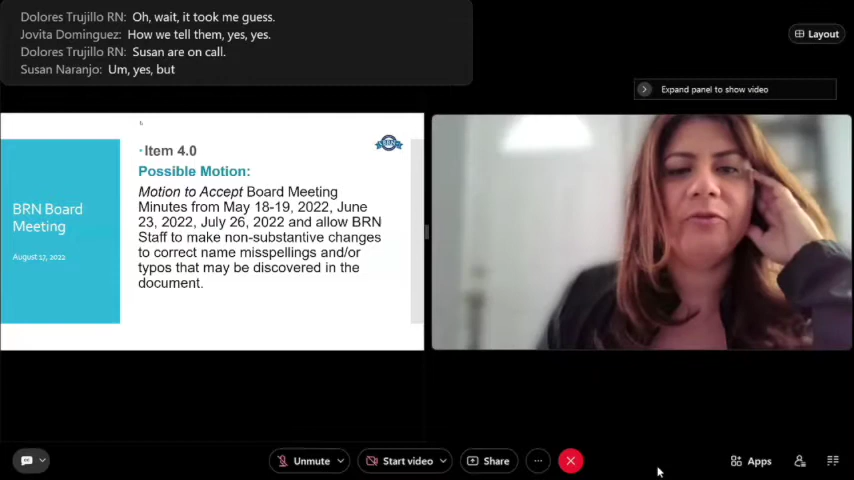 Dolores Trujillo RN: Oh, wait, it took me guess.
Jovita Dominguez: How we tell them, yes, yes.
Dolores Trujillo RN: Susan are on call.
Susan Naranjo: Um, yes, but
Layout
Expand panel to show video
BRN Board
Meeting
August 17, 2022
·Item 4.0
BRN
Possible Motion:
Motion to Accept Board Meeting
Minutes from May 18-19, 2022, June
23, 2022, July 26, 2022 and allow BRN
Staff to make non-substantive changes
to correct name misspellings and/or
typos that may be discovered in the
document.
Unmute
Start video
Share
Apps